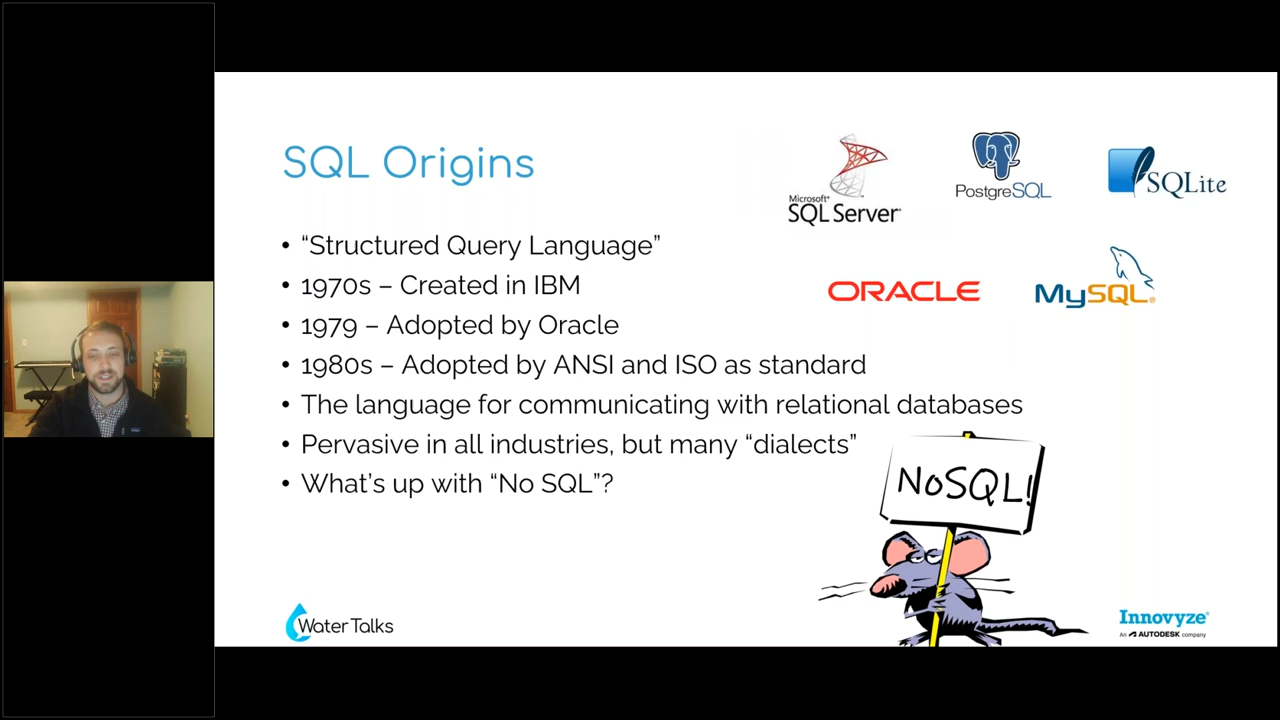 SQL Origins
Microsoft®
SQL Server®
PostgreSQL
SQLite
ORACLE
MySQL®
• “Structured Query Language”
• 1970s – Created in IBM
• 1979 – Adopted by Oracle
• 1980s – Adopted by ANSI and ISO as standard
• The language for communicating with relational databases
• Pervasive in all industries, but many “dialects”
• What’s up with “No SQL”?
NoSQL!
Water Talks
Innovyze®
An AUTODESK company